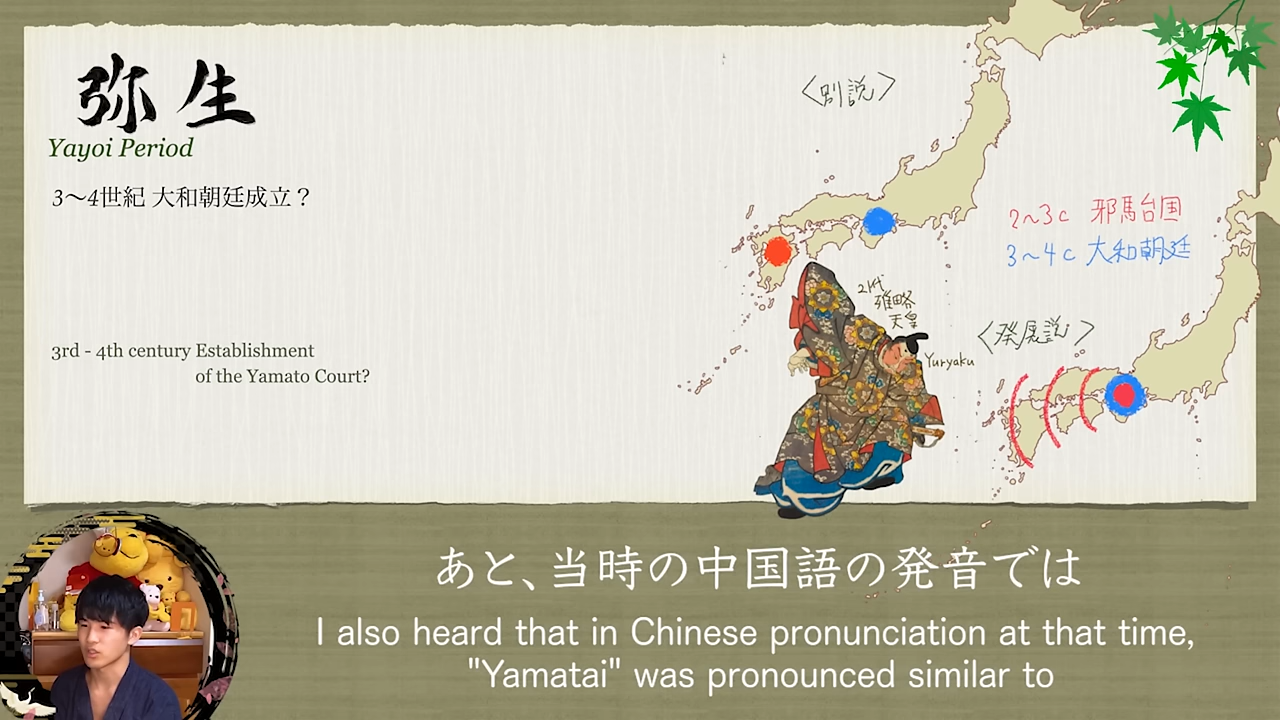 弥生
Yayoi Period
3〜4世紀 大和朝廷成立？
3rd - 4th century Establishment
of the Yamato Court?
〈別説〉
2〜3c 邪馬台国
3〜4c 大和朝廷
21代
雄略
天皇
Yuryaku
〈発展説〉
あと、当時の中国語の発音では
I also heard that in Chinese pronunciation at that time,
"Yamatai" was pronounced similar to